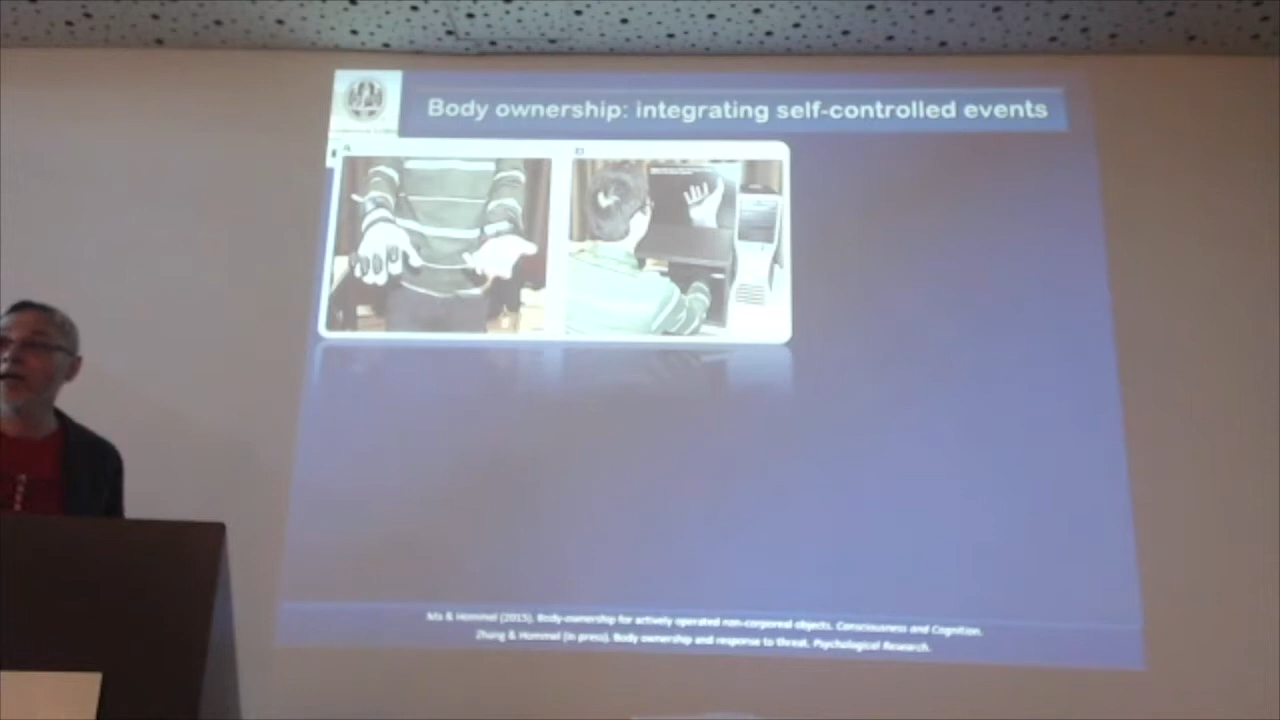 Body ownership: integrating self-controlled events
A
Ma & Hommel (2015). Body-ownership for actively operated non-corporeal objects. Consciousness and Cognition.
Zhang & Hommel (in press). Body ownership and response to threat. Psychological Research.